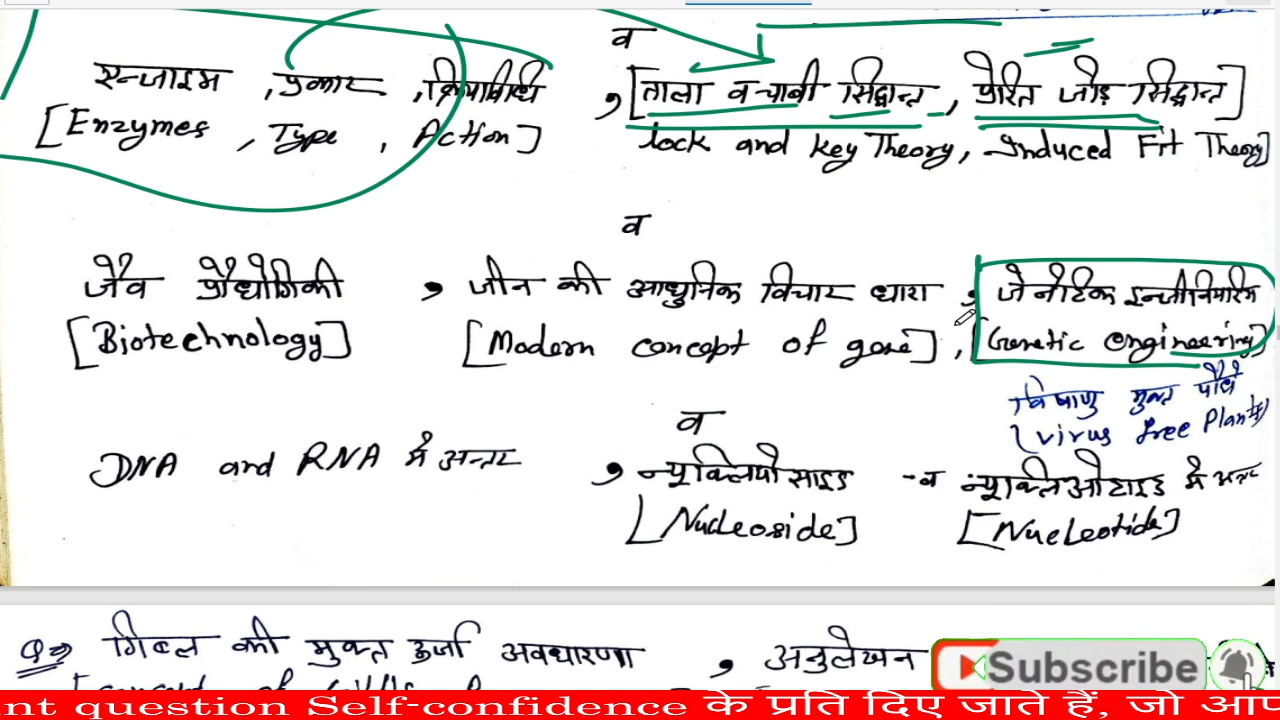 व
एन्जाइम , प्रकार , क्रियाविधि , [ताला व चाबी सिद्धान्त , प्रेरित जोड़ सिद्धान्त]
[Enzymes , Type , Action] lock and key Theory, Induced Fit Theory]
व
जैव प्रौद्योगिकी , जीन की आधुनिक विचार धारा , जेनेटिक इन्जीनियरिंग
[Biotechnology] [Modern concept of gene] , [Genetic engineering]
विषाणु मुक्त पौधे
(virus free Plants)
व
DNA and RNA में अन्तर , न्यूक्लियोसाइड - व न्यूक्लिओटाइड में अन्तर
[Nucleoside] [Nucleotide]
Q⇒ गिब्स की मुक्त ऊर्जा अवधारणा , अनुलेखन
Subscribe
[concept of
nt question Self-confidence के प्रति दिए जाते हैं, जो आप